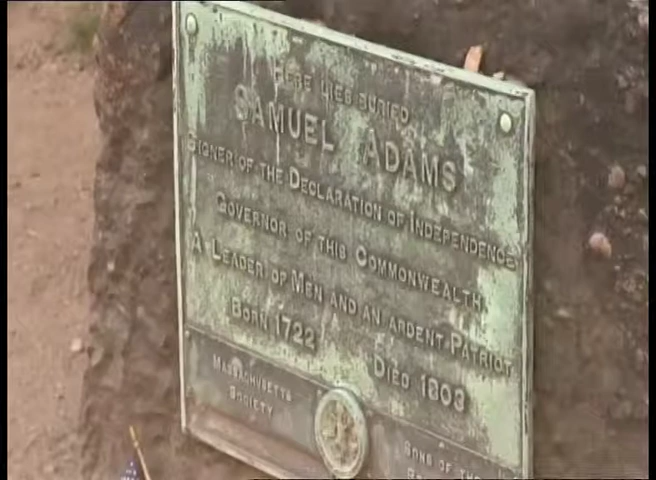 HERE LIES BURIED
SAMUEL ADAMS
SIGNER OF THE DECLARATION OF INDEPENDENCE
GOVERNOR OF THIS COMMONWEALTH
A LEADER OF MEN AND AN ARDENT PATRIOT
BORN 1722 DIED 1803
MASSACHUSETTS
SOCIETY
SONS OF THE